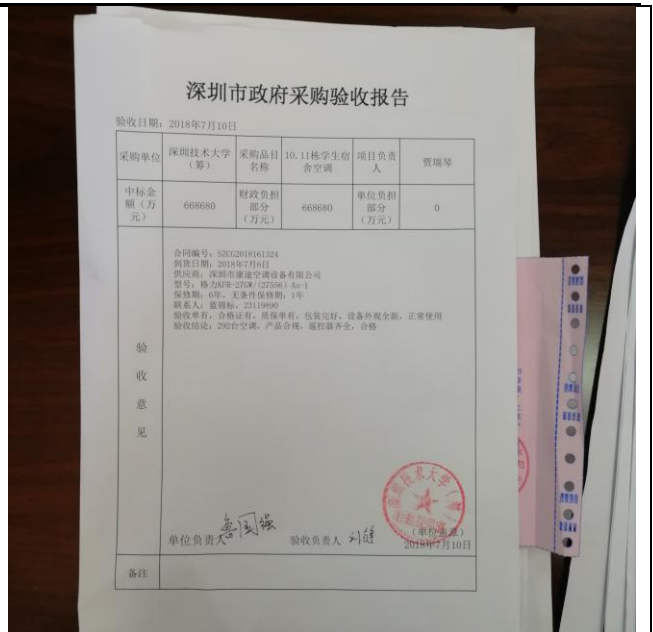 深圳市政府采购验收报告
验收日期：2018年7月10日
采购单位 深圳技术大学（筹） 采购品目名称 10.11栋学生宿舍空调 项目负责人 贾瑞琴
中标金额（万元） 668680 财政负担部分（万元） 668680 单位负担部分（万元） 0
验收意见
合同编号：SZCG2018161324
到货日期：2018年7月6日
供应商：深圳市康途空调设备有限公司
型号：格力KFR-27GW/(27556) Aa-1
保修期：6年，无条件保修期：1年
联系人：蓝锦标，23119890
验收单有，合格证有，质保单有，包装完好，设备外观全新，正常使用
验收结论：292台空调，产品合规，遥控器齐全，合格
单位负责人 鲁国强 验收负责人
（单位盖章）
2018年7月10日
备注